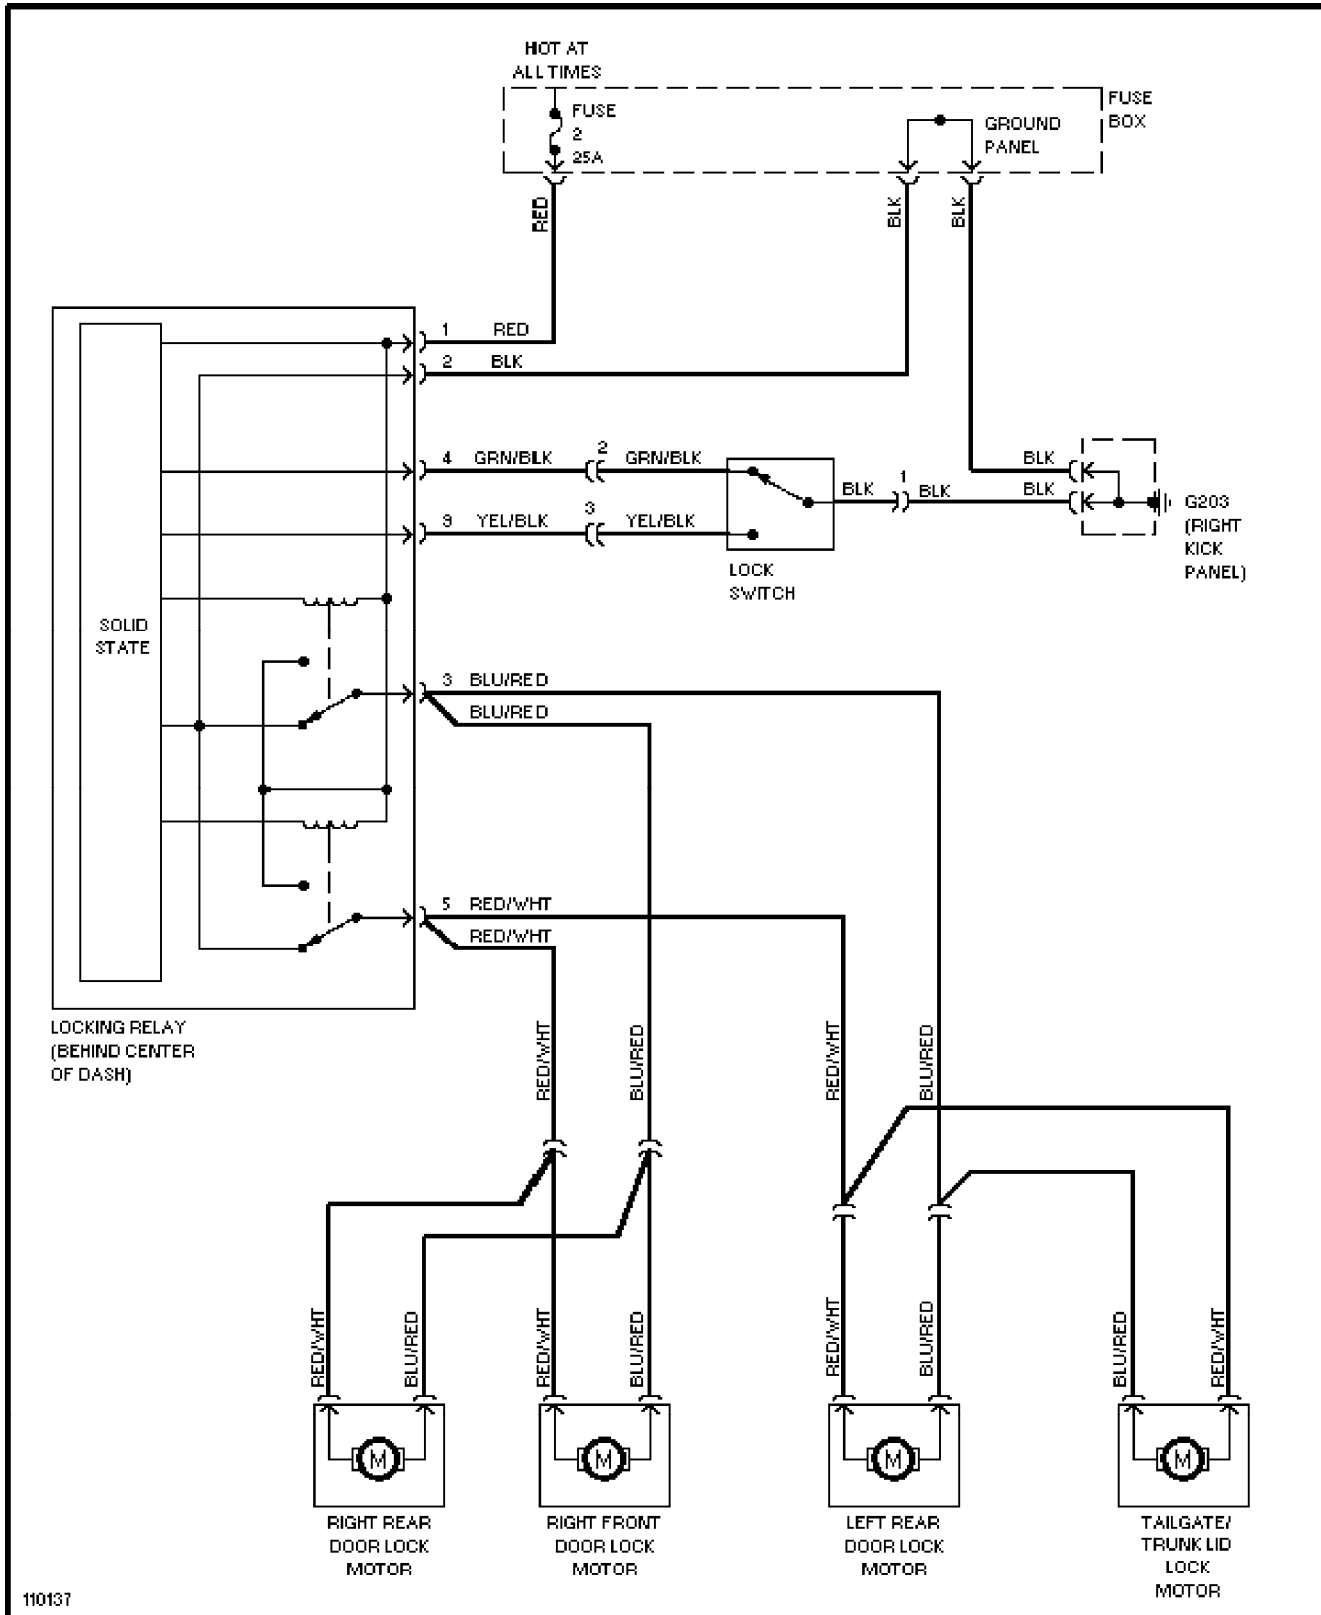 HOT AT
ALL TIMES
FUSE
2
25A
GROUND
PANEL
FUSE
BOX
RED
BLK
BLK
1 RED
2 BLK
4 GRN/BLK 2 GRN/BLK
BLK 1 BLK
BLK
BLK
G203
(RIGHT
KICK
PANEL)
9 YEL/BLK 3 YEL/BLK
LOCK
SWITCH
SOLID
STATE
3 BLU/RED
BLU/RED
5 RED/WHT
RED/WHT
LOCKING RELAY
(BEHIND CENTER
OF DASH)
RED/WHT
BLU/RED
RED/WHT
BLU/RED
RED/WHT
BLU/RED
RED/WHT
BLU/RED
RED/WHT
BLU/RED
BLU/RED
RED/WHT
M
M
M
M
RIGHT REAR
DOOR LOCK
MOTOR
RIGHT FRONT
DOOR LOCK
MOTOR
LEFT REAR
DOOR LOCK
MOTOR
TAILGATE/
TRUNK LID
LOCK
MOTOR
110137